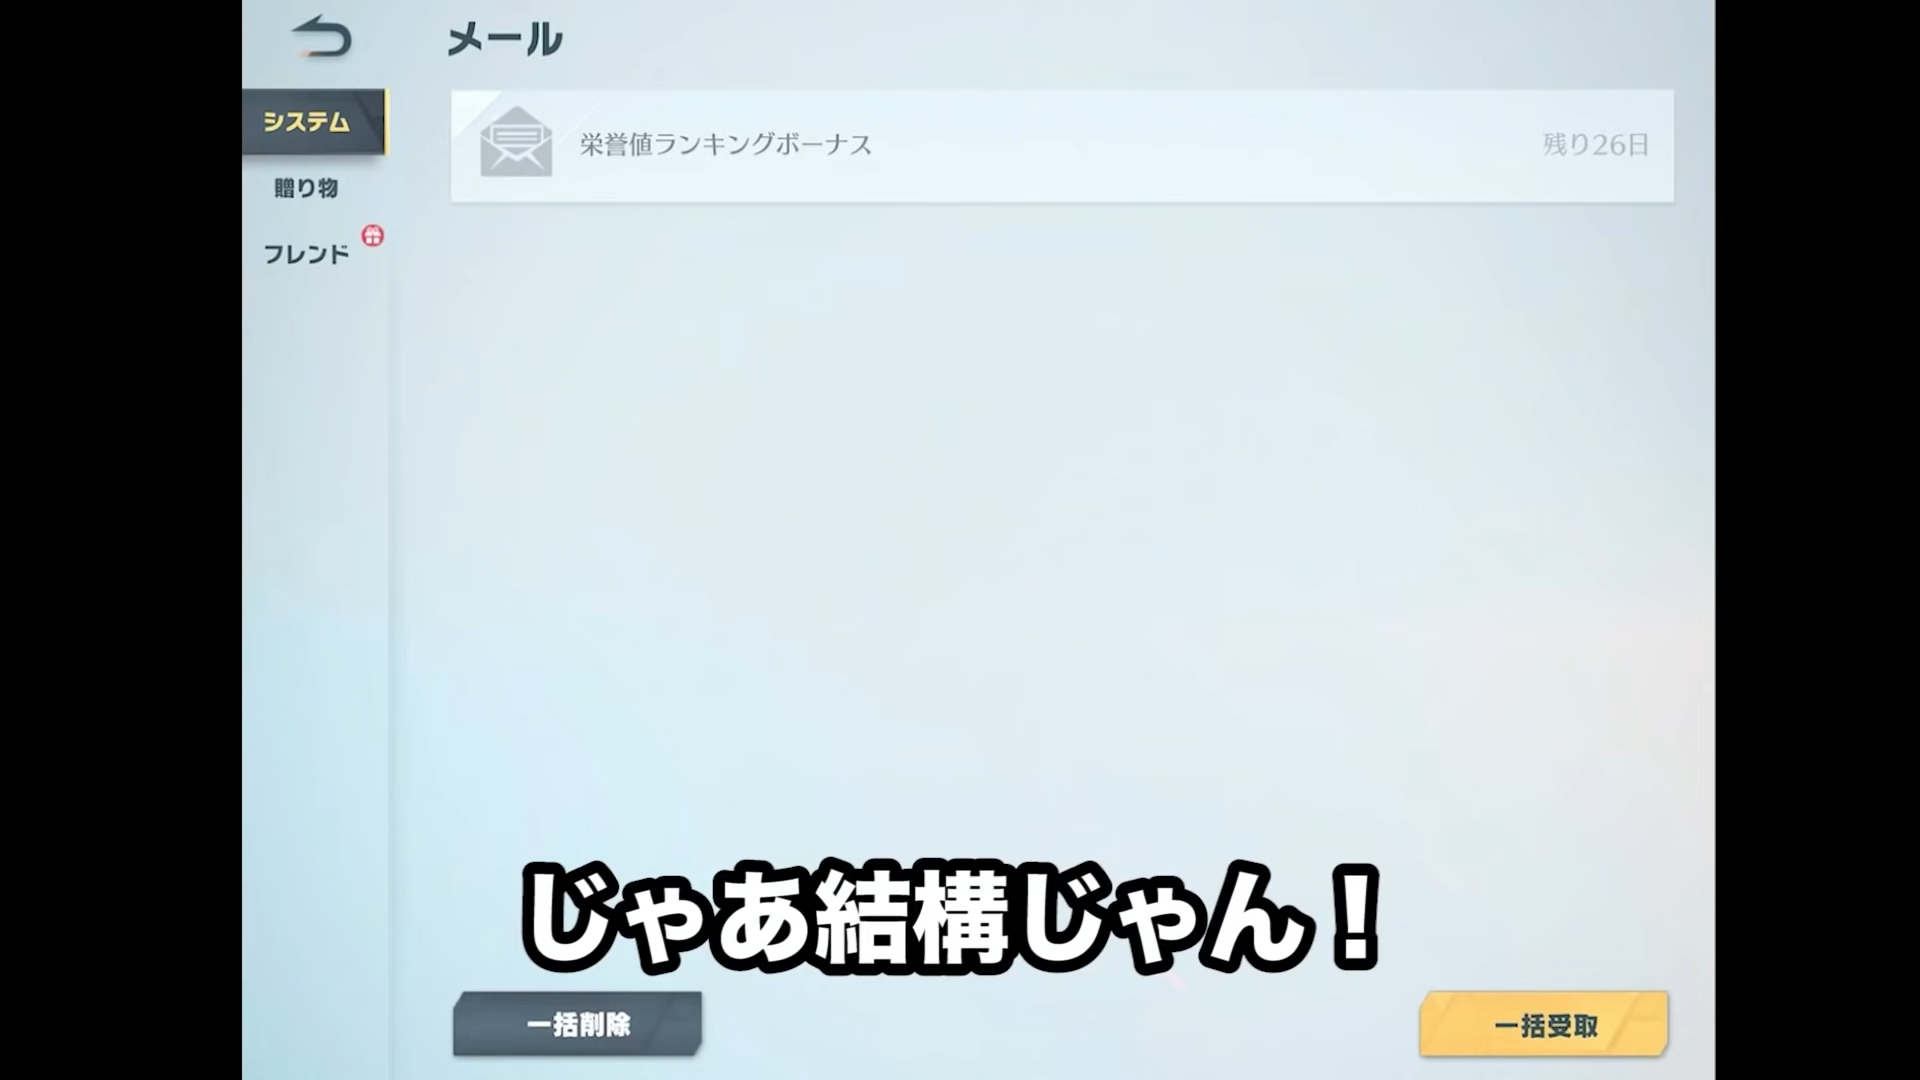 メール
システム
贈り物
フレンド
栄誉値ランキングボーナス
残り26日
じゃあ結構じゃん！
一括削除
一括受取